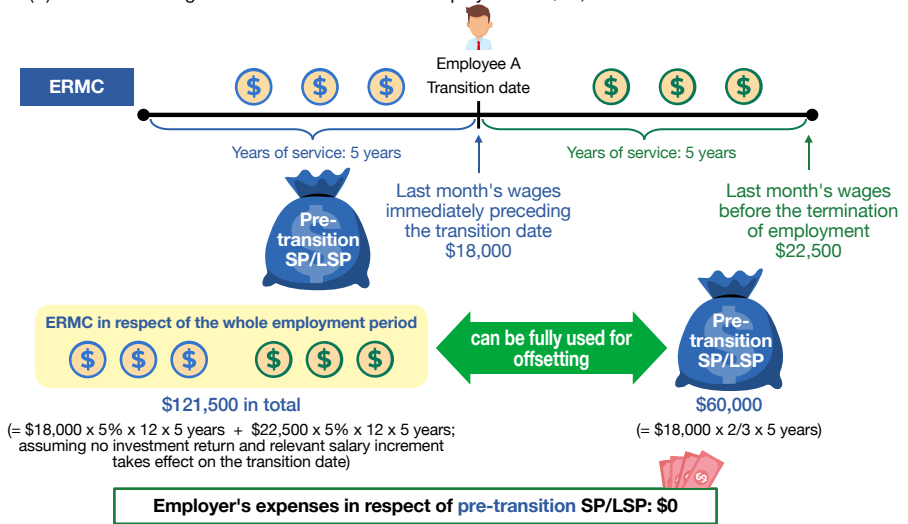 Employee A
ERMC
Transition date
Years of service: 5 years
Years of service: 5 years
Pre-
transition
SP/LSP
Last month's wages
immediately preceding
the transition date
$18,000
Last month's wages
before the termination
of employment
$22,500
ERMC in respect of the whole employment period
can be fully used for
offsetting
Pre-
transition
SP/LSP
$121,500 in total
(= $18,000 x 5% x 12 x 5 years + $22,500 x 5% x 12 x 5 years;
assuming no investment return and relevant salary increment
takes effect on the transition date)
$60,000
(= $18,000 x 2/3 x 5 years)
Employer's expenses in respect of pre-transition SP/LSP: $0